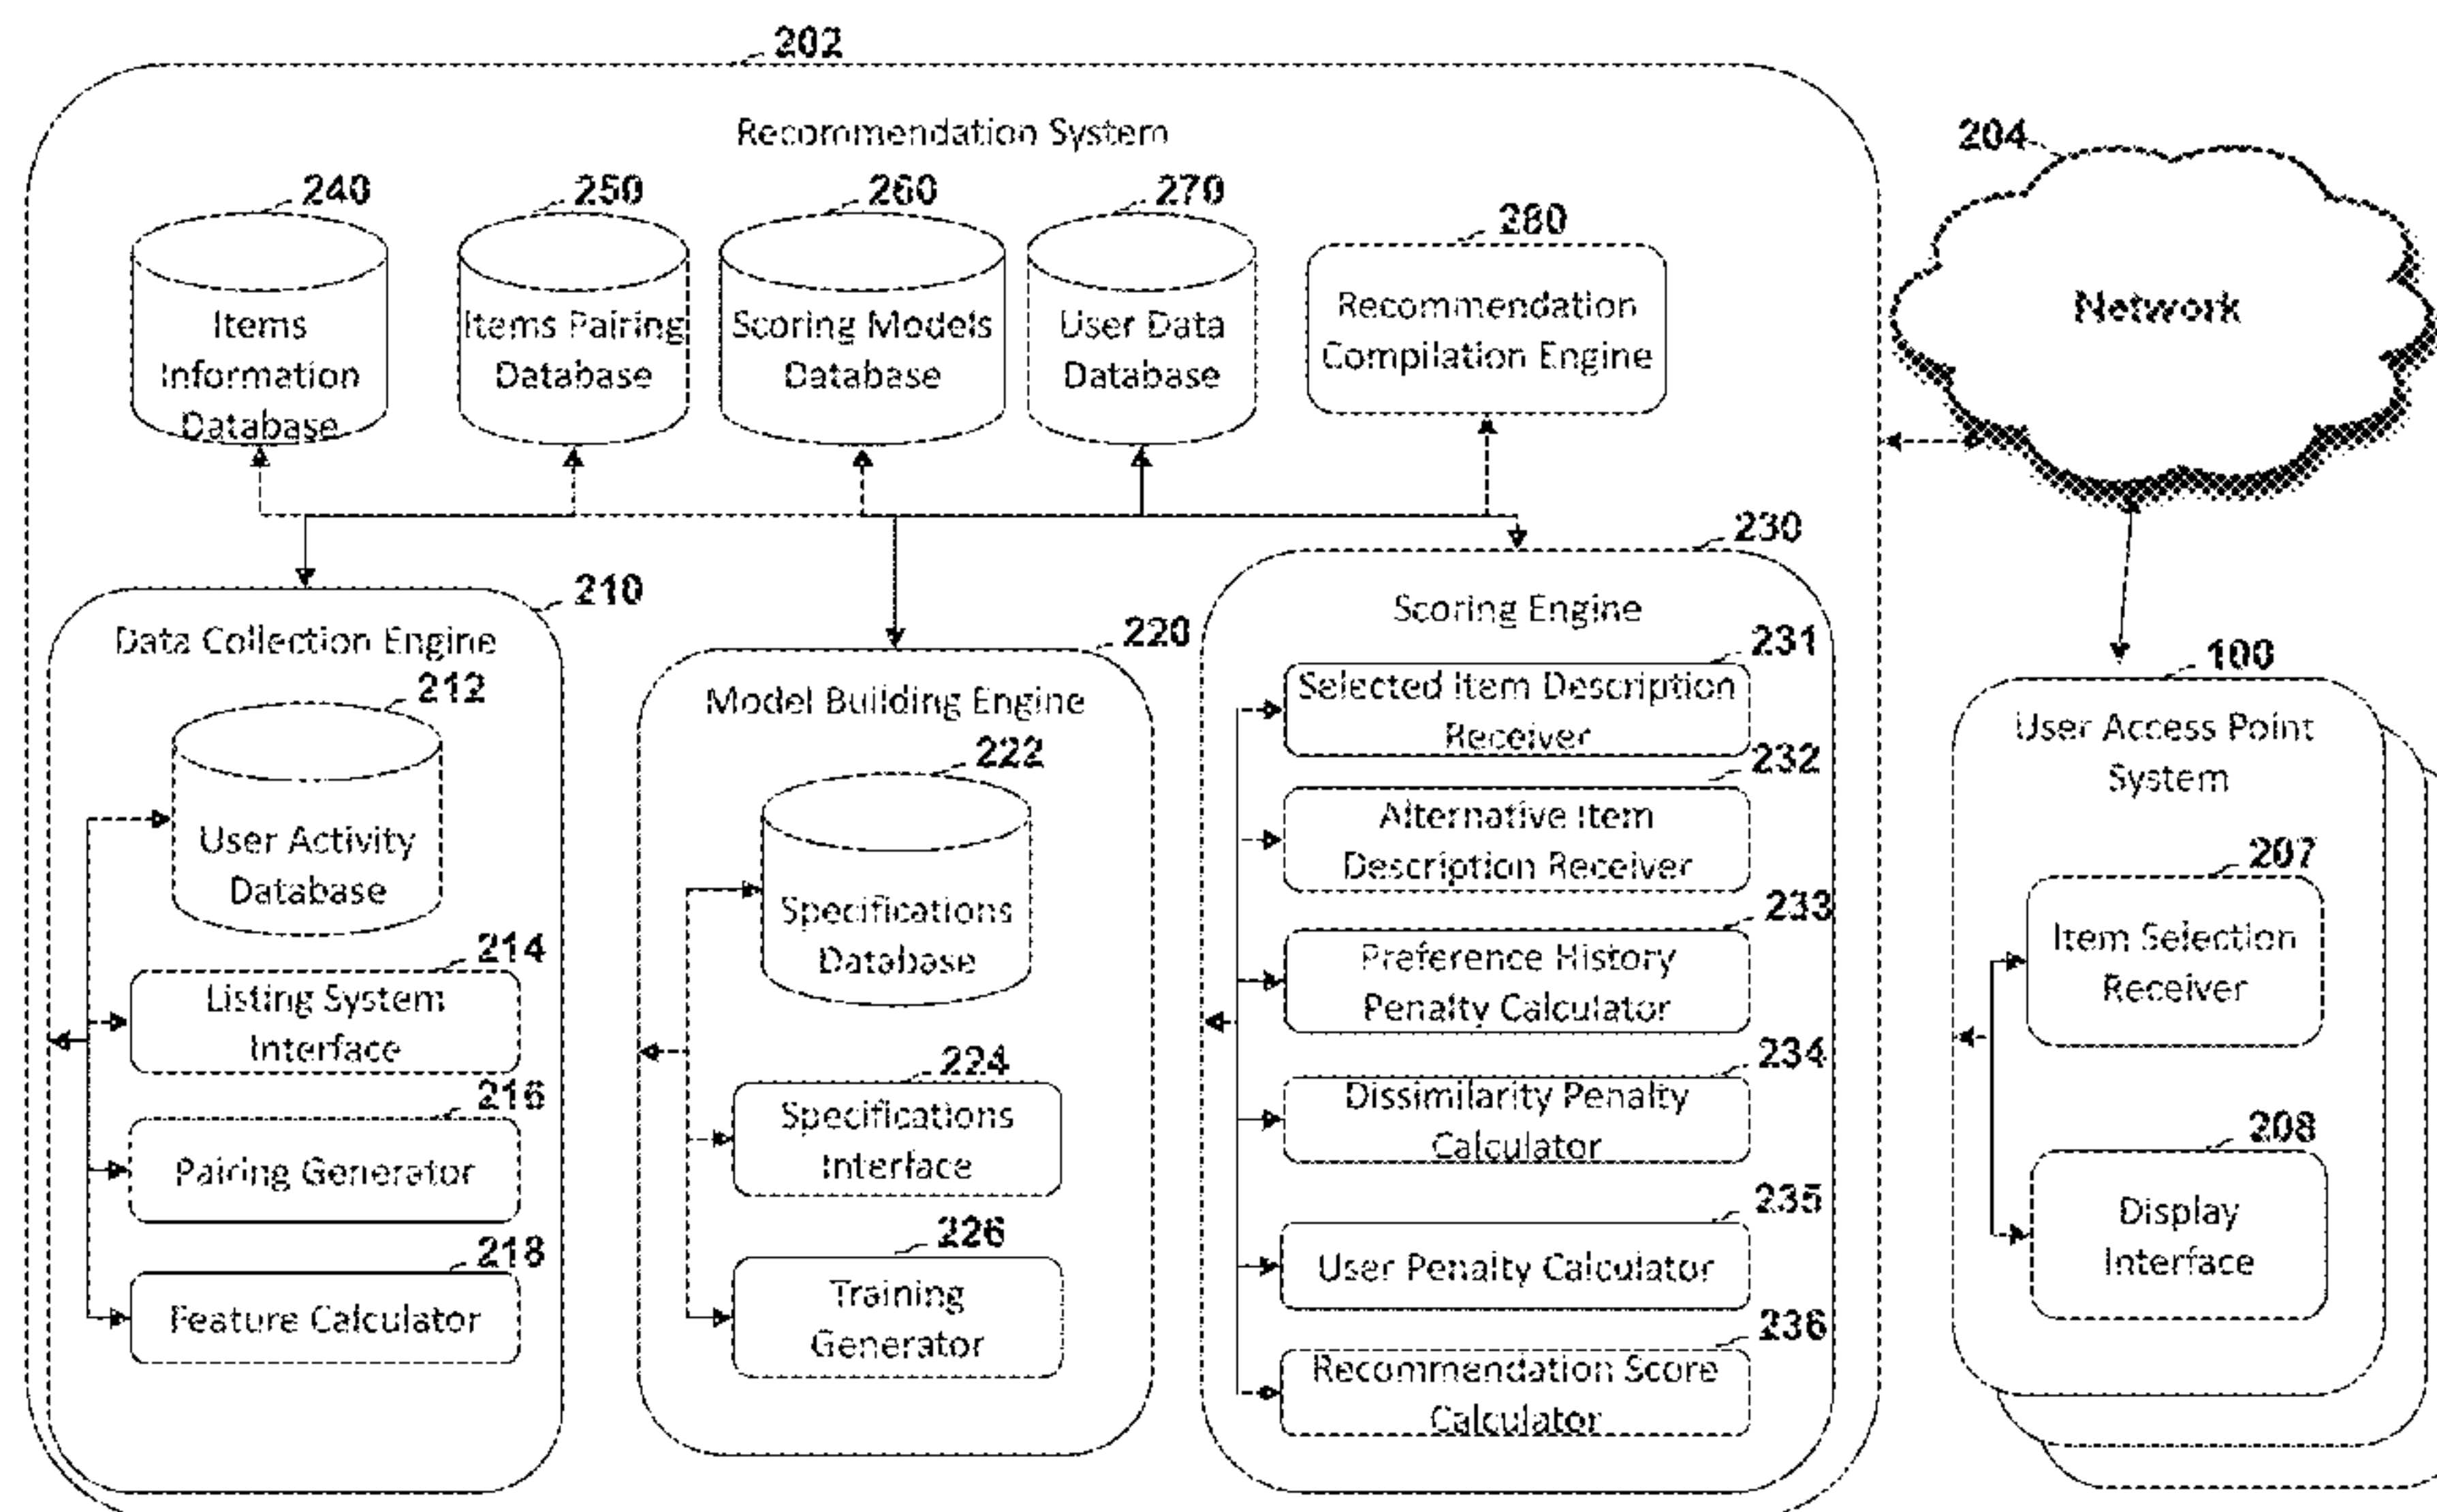 202
Recommendation System
240
Items
Information
Database
250
Items Pairing
Database
260
Scoring Models
Database
270
User Data
Database
280
Recommendation
Compilation Engine
204
Network
210
Data Collection Engine
212
User Activity
Database
214
Listing System
Interface
216
Pairing Generator
218
Feature Calculator
220
Model Building Engine
222
Specifications
Database
224
Specifications
Interface
226
Training
Generator
230
Scoring Engine
231
Selected Item Description
Receiver
232
Alternative Item
Description Receiver
233
Preference History
Penalty Calculator
234
Dissimilarity Penalty
Calculator
235
User Penalty Calculator
236
Recommendation Score
Calculator
100
User Access Point
System
207
Item Selection
Receiver
208
Display
Interface